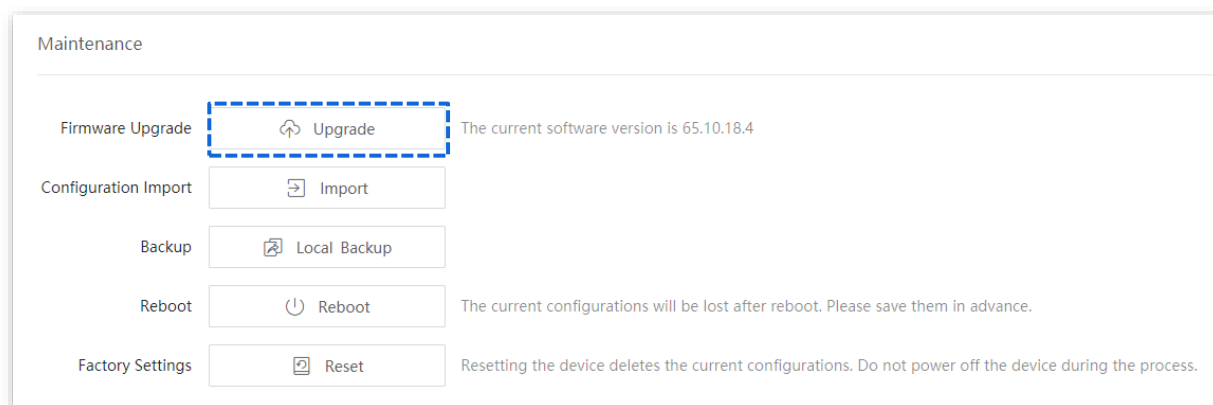 Maintenance
Firmware Upgrade Upgrade The current software version is 65.10.18.4
Configuration Import Import
Backup Local Backup
Reboot Reboot The current configurations will be lost after reboot. Please save them in advance.
Factory Settings Reset Resetting the device deletes the current configurations. Do not power off the device during the process.